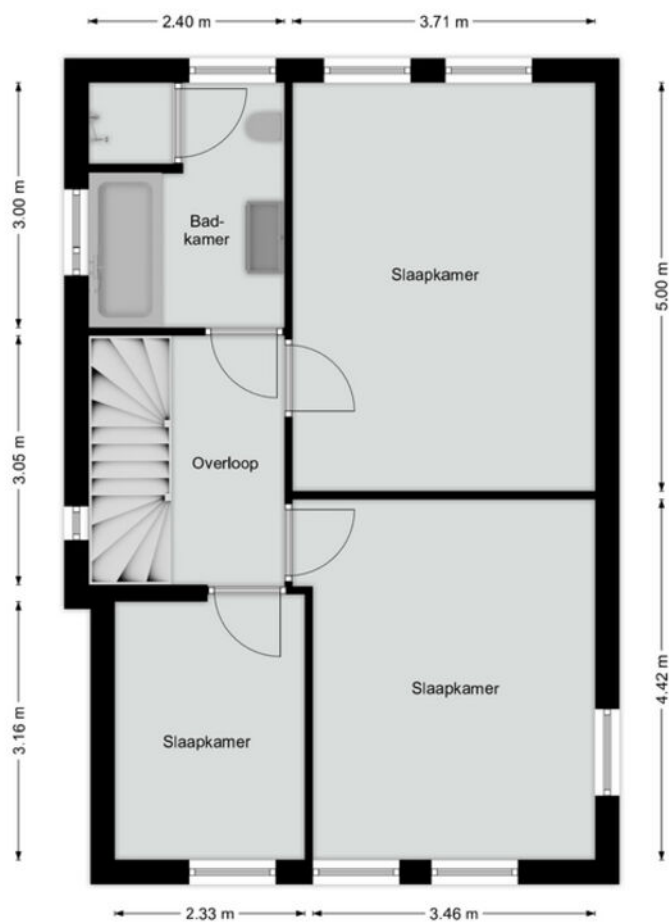 2.40 m
3.71 m
3.00 m
Bad-
kamer
Slaapkamer
5.00 m
3.05 m
Overloop
Slaapkamer
4.42 m
3.16 m
Slaapkamer
2.33 m
3.46 m